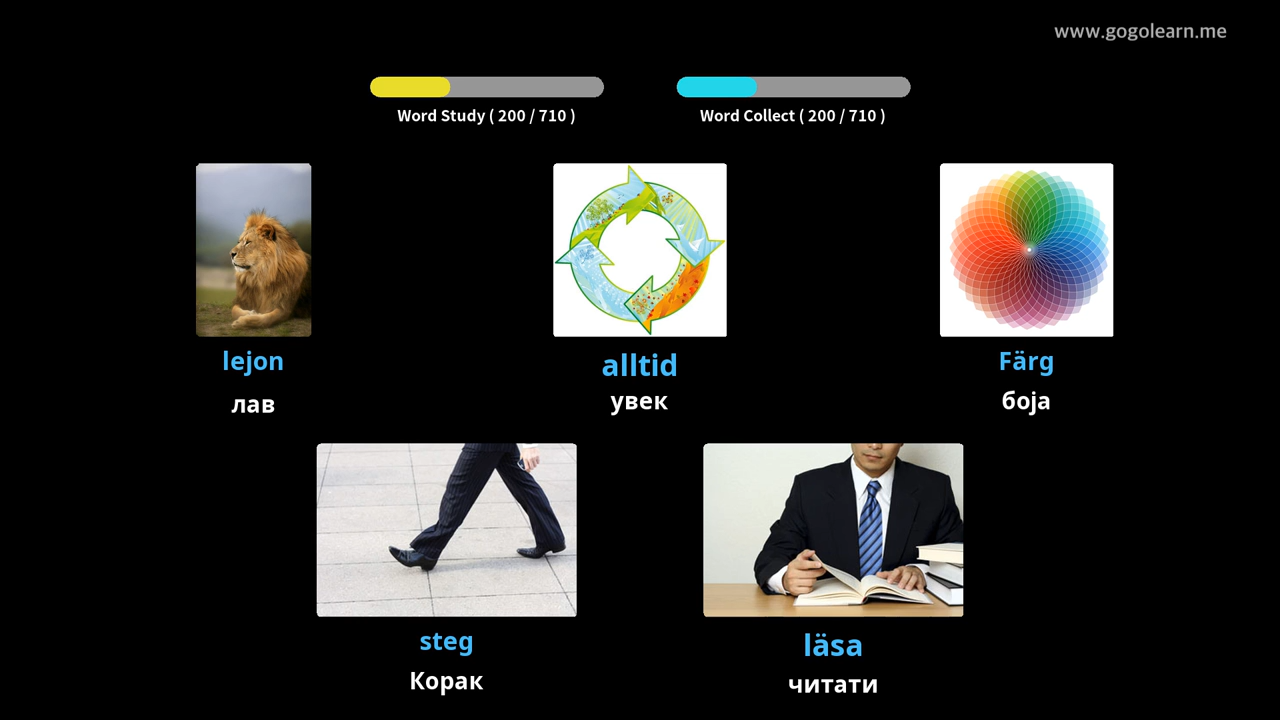 www.gogolearn.me
Word Study ( 200 / 710 )
Word Collect ( 200 / 710 )
lejon
лав
alltid
увек
Färg
боја
steg
Корак
läsa
читати